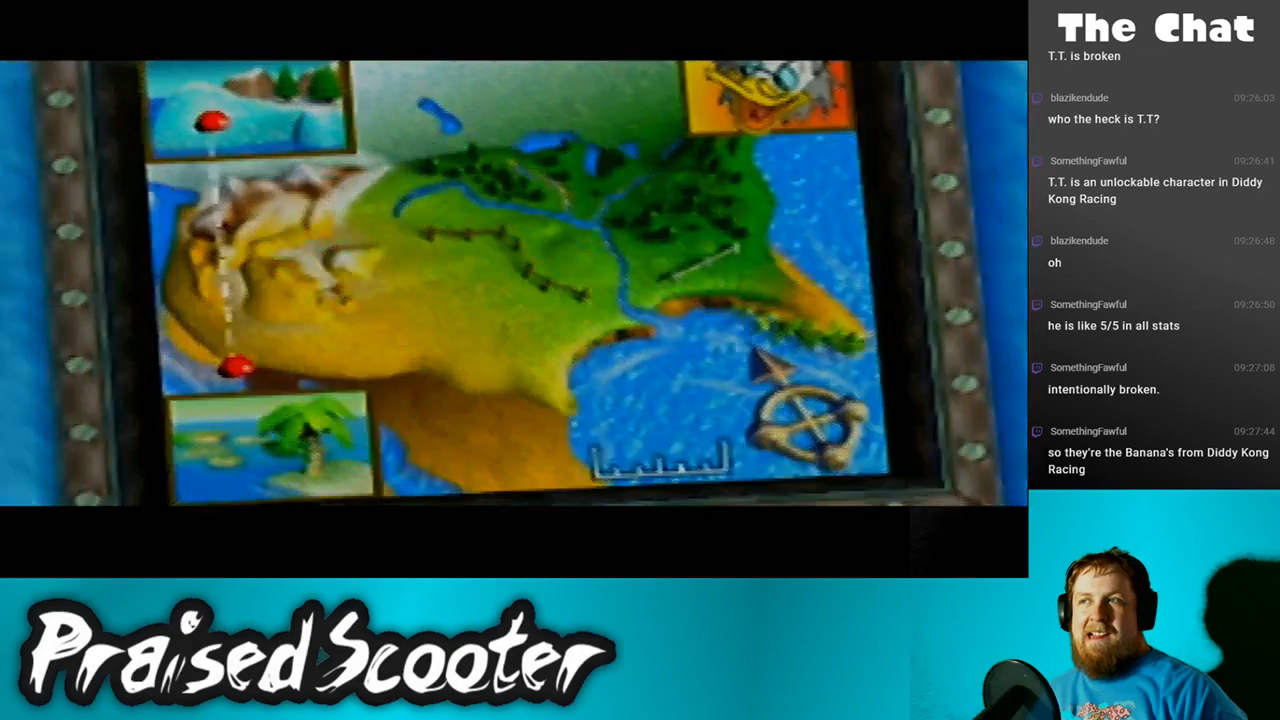 The Chat
T.T. is broken
blazikendude 09:26:03
who the heck is T.T?
SomethingFawful 09:26:41
T.T. is an unlockable character in Diddy
Kong Racing
blazikendude 09:26:48
oh
SomethingFawful 09:26:50
he is like 5/5 in all stats
SomethingFawful 09:27:08
intentionally broken.
SomethingFawful 09:27:44
so they're the Banana's from Diddy Kong
Racing
PraisedScooter